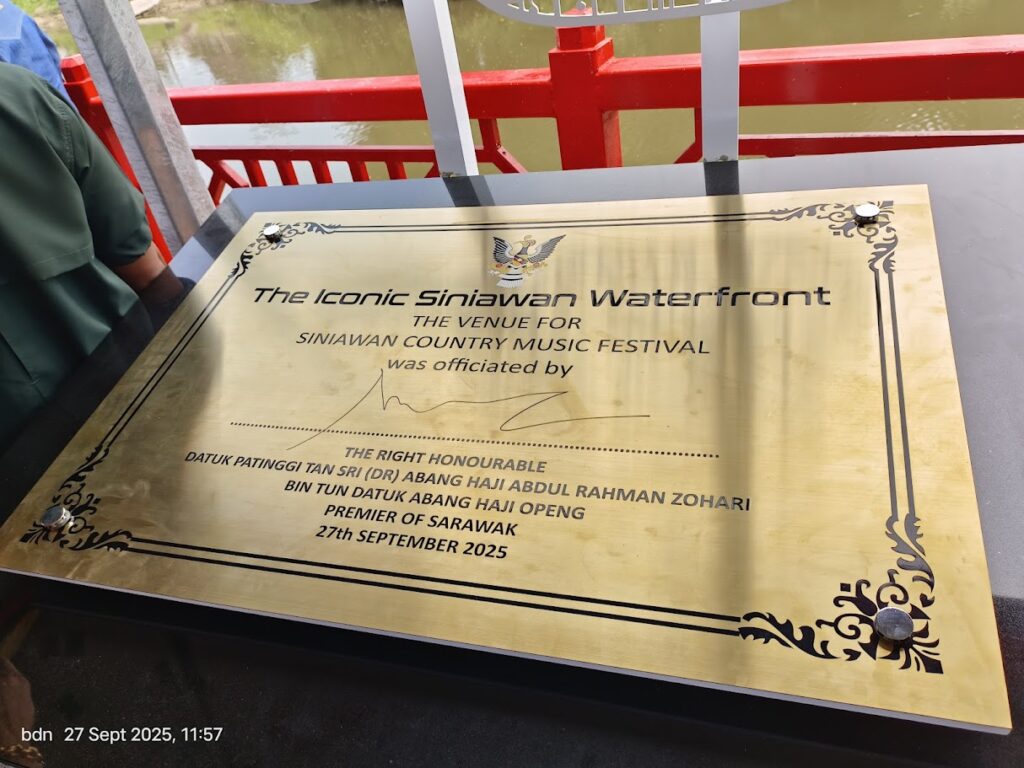 The Iconic Siniawan Waterfront
THE VENUE FOR
SINIAWAN COUNTRY MUSIC FESTIVAL
was officiated by
THE RIGHT HONOURABLE
DATUK PATINGGI TAN SRI (DR) ABANG HAJI ABDUL RAHMAN ZOHARI
BIN TUN DATUK ABANG HAJI OPENG
PREMIER OF SARAWAK
27th SEPTEMBER 2025
bdn 27 Sept 2025, 11:57